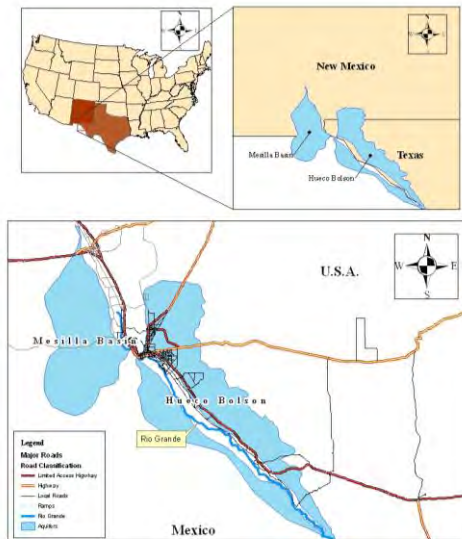 N
New Mexico
Mesilla Basin
Texas
Hueco Bolson
N
W E
S
U.S.A.
Mesilla Basin
Hueco Bolson
Rio Grande
Legend
Major Roads
Road Classification
Limited Access Highway
Highway
Local Roads
Ramps
Rio Grande
Aquifers
Mexico